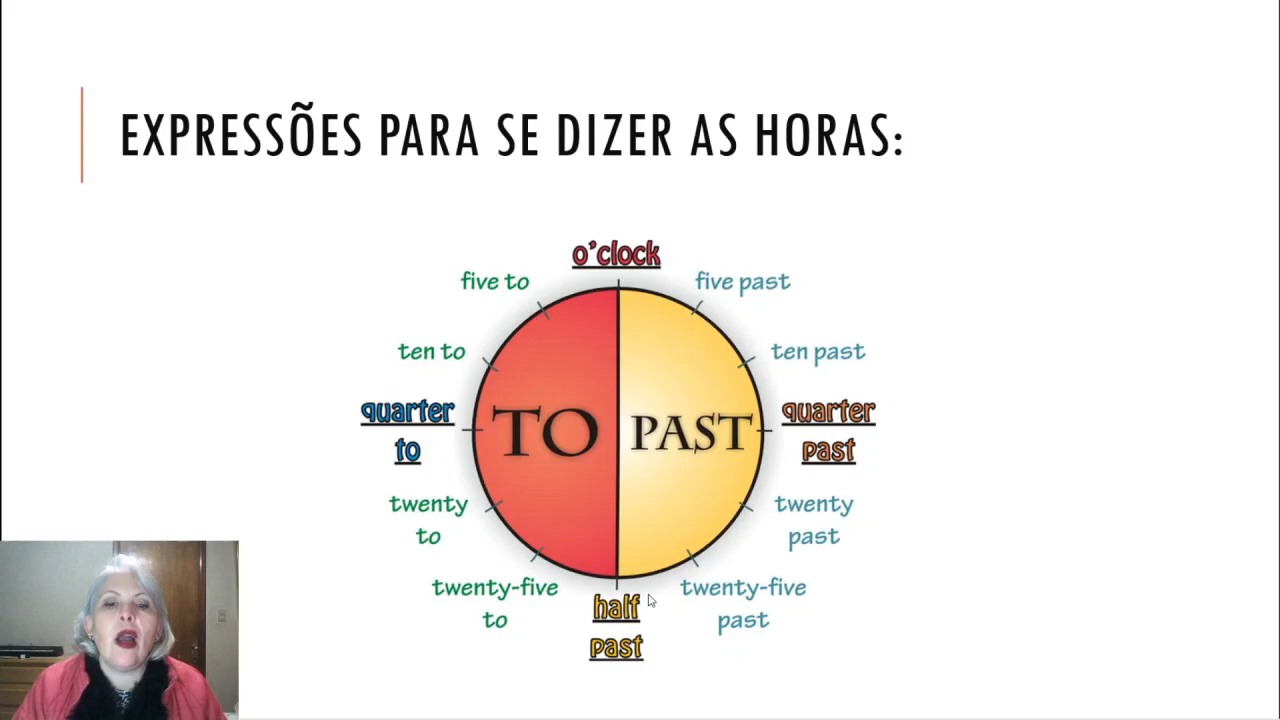 EXPRESSÕES PARA SE DIZER AS HORAS:
o'clock
five to
five past
ten to
ten past
quarter
to
quarter
past
TO
PAST
twenty
to
twenty
past
twenty-five
to
twenty-five
past
half
past